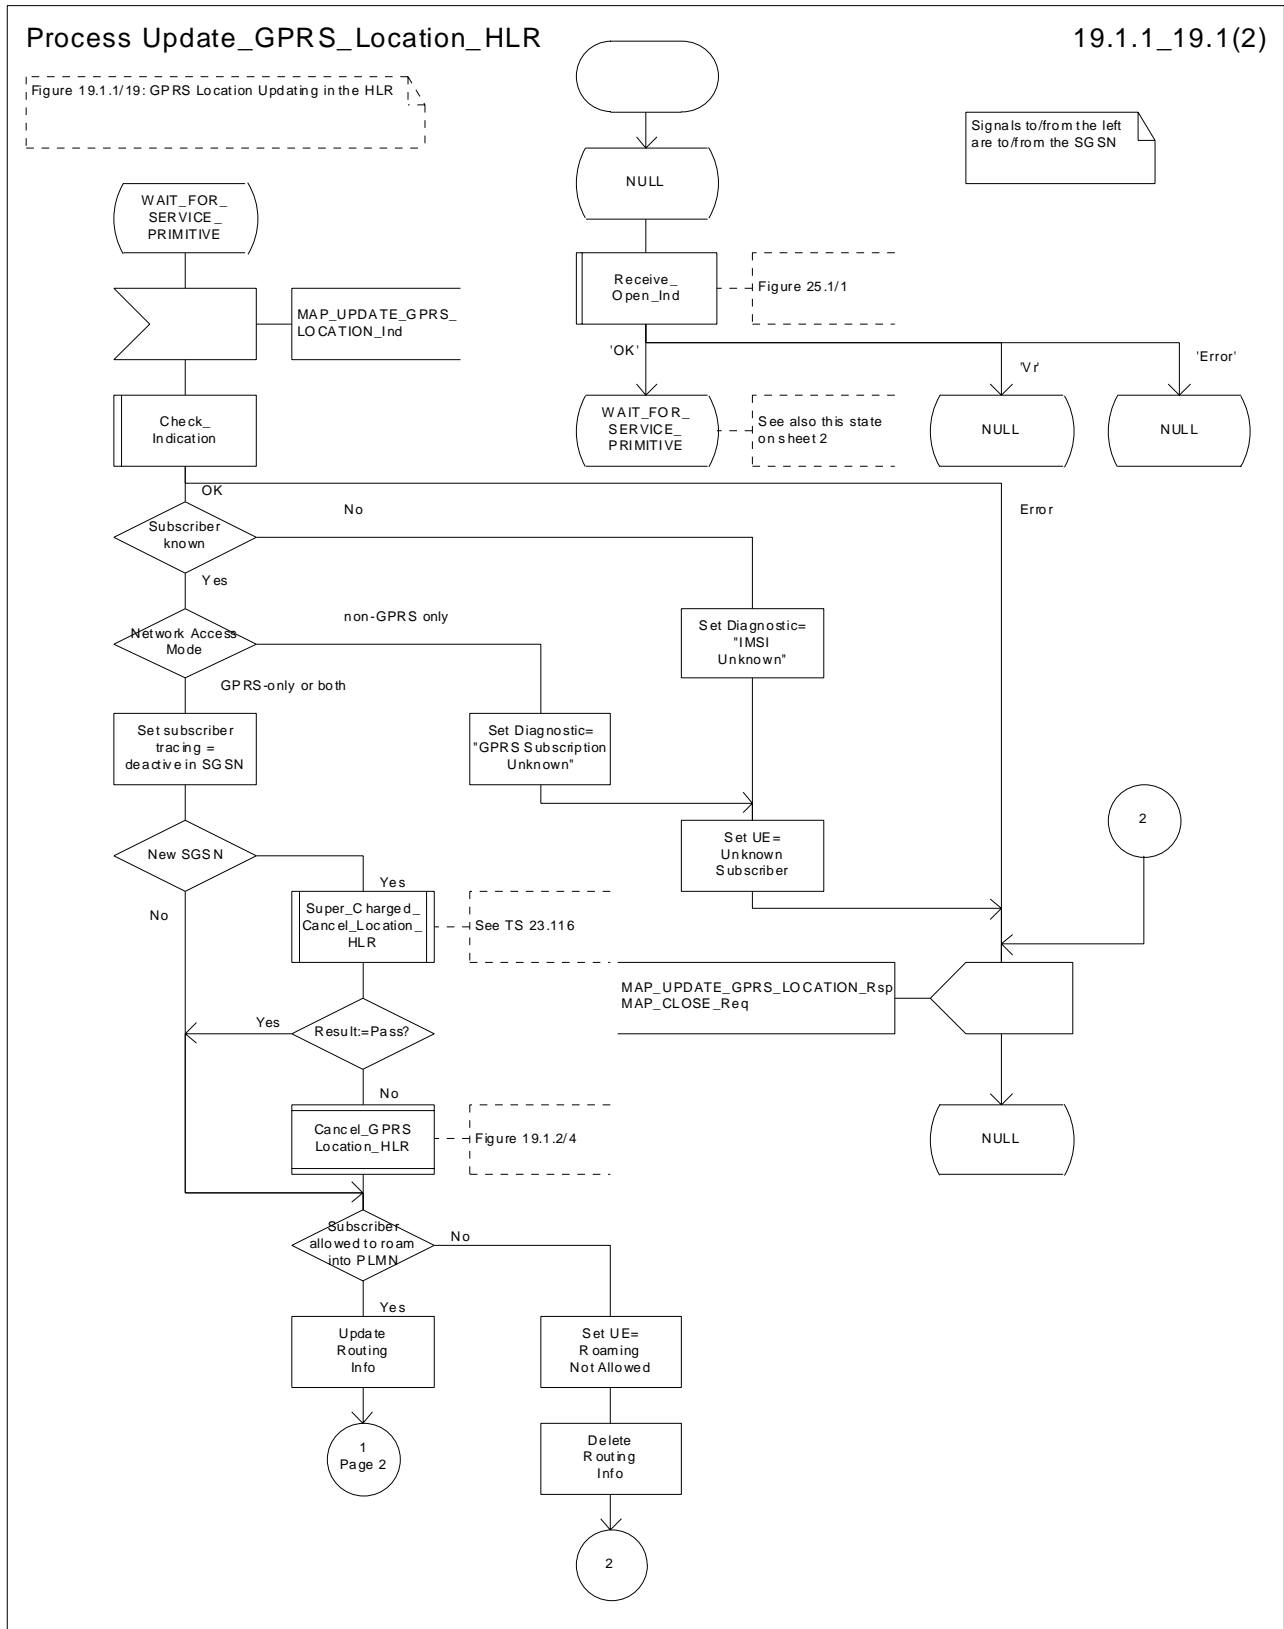 Process Update_GPRS_Location_HLR
19.1.1_19.1(2)
Figure 19.1.1/19: GPRS Location Updating in the HLR
Signals to/from the left
are to/from the SGSN
NULL
WAIT_FOR_
SERVICE_
PRIMITIVE
Receive_
Open_Ind
Figure 25.1/1
MAP_UPDATE_GPRS_
LOCATION_Ind
'OK'
'Vr'
'Error'
Check_
Indication
WAIT_FOR_
SERVICE_
PRIMITIVE
See also this state
on sheet 2
NULL
NULL
OK
No
Error
Subscriber
known
Yes
Network Access
Mode
non-GPRS only
Set Diagnostic=
"IMSI
Unknown"
GPRS-only or both
Set subscriber
tracing =
deactive in SGSN
Set Diagnostic=
"GPRS Subscription
Unknown"
2
New SGSN
Set UE=
Unknown
Subscriber
Yes
No
Super_Charged_
Cancel_Location_
HLR
See TS 23.116
MAP_UPDATE_GPRS_LOCATION_Rsp
MAP_CLOSE_Req
Yes
Result:=Pass?
No
Cancel_GPRS
Location_HLR
Figure 19.1.2/4
NULL
Subscriber
allowed to roam
into PLMN
No
Yes
Update
Routing
Info
Set UE=
Roaming
Not Allowed
1
Page 2
Delete
Routing
Info
2